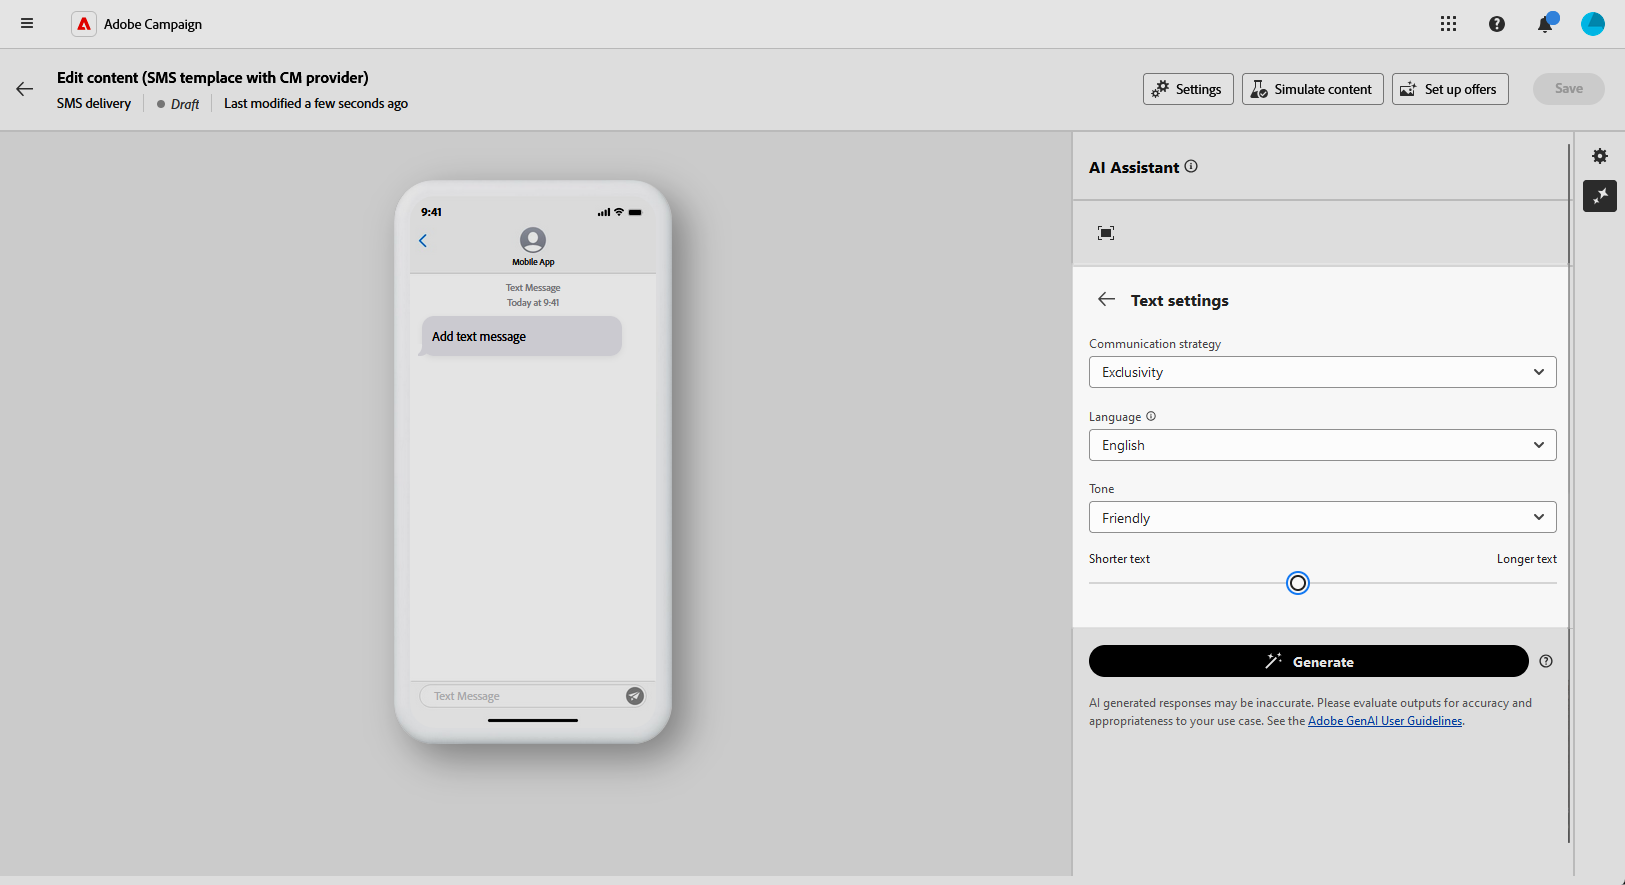 Adobe Campaign
Edit content (SMS templace with CM provider)
SMS delivery
Draft
Last modified a few seconds ago
Settings
Simulate content
Set up offers
Save
9:41
Mobile App
Text Message
Today at 9:41
Add text message
Text Message
AI Assistant
Text settings
Communication strategy
Exclusivity
Language
English
Tone
Friendly
Shorter text
Longer text
Generate
AI generated responses may be inaccurate. Please evaluate outputs for accuracy and
appropriateness to your use case. See the Adobe GenAI User Guidelines.